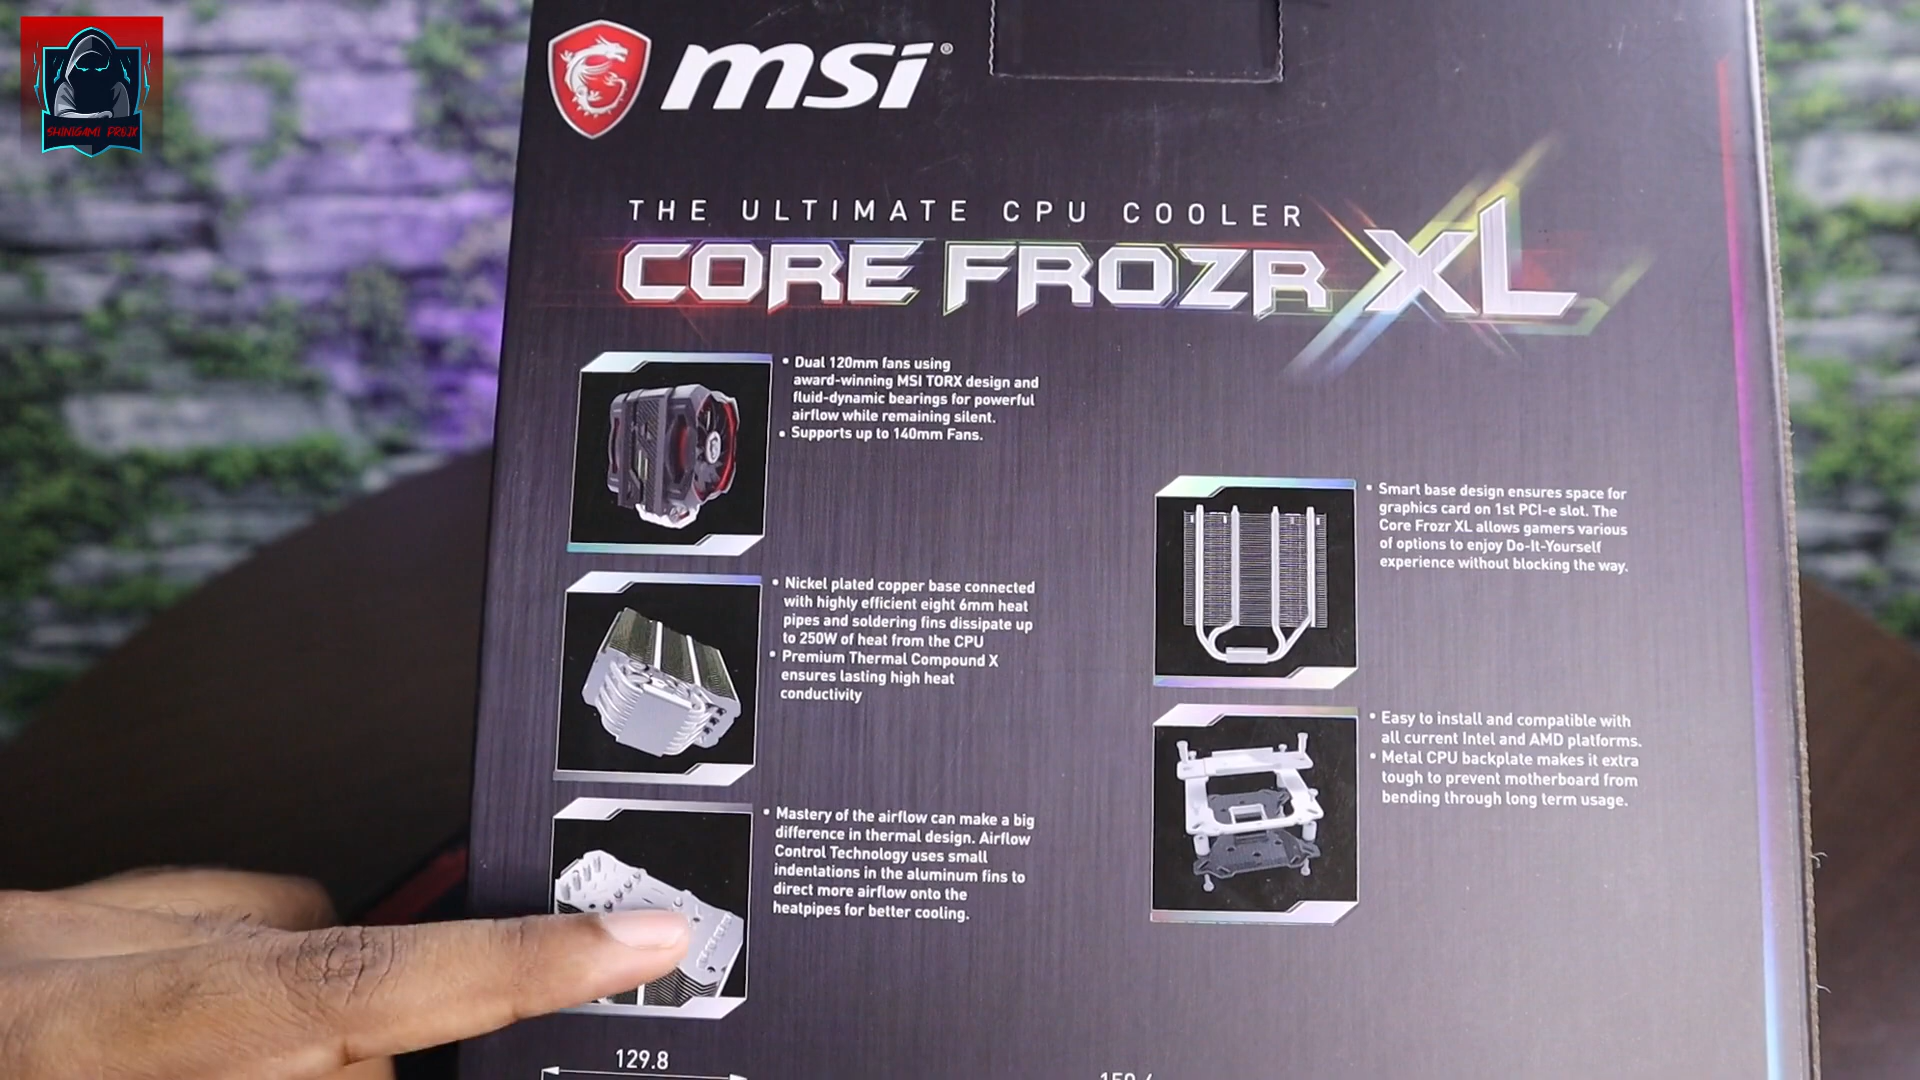 SHINIGAMI PREIX
msi®
THE ULTIMATE CPU COOLER
CORE FROZR XL
• Dual 120mm fans using
award-winning MSI TORX design and
fluid-dynamic bearings for powerful
airflow while remaining silent.
• Supports up to 140mm Fans.
• Nickel plated copper base connected
with highly efficient eight 6mm heat
pipes and soldering fins dissipate up
to 250W of heat from the CPU
• Premium Thermal Compound X
ensures lasting high heat
conductivity
• Mastery of the airflow can make a big
difference in thermal design. Airflow
Control Technology uses small
indentations in the aluminum fins to
direct more airflow onto the
heatpipes for better cooling.
• Smart base design ensures space for
graphics card on 1st PCI-e slot. The
Core Frozr XL allows gamers various
of options to enjoy Do-It-Yourself
experience without blocking the way.
• Easy to install and compatible with
all current Intel and AMD platforms.
• Metal CPU backplate makes it extra
tough to prevent motherboard from
bending through long term usage.
129.8